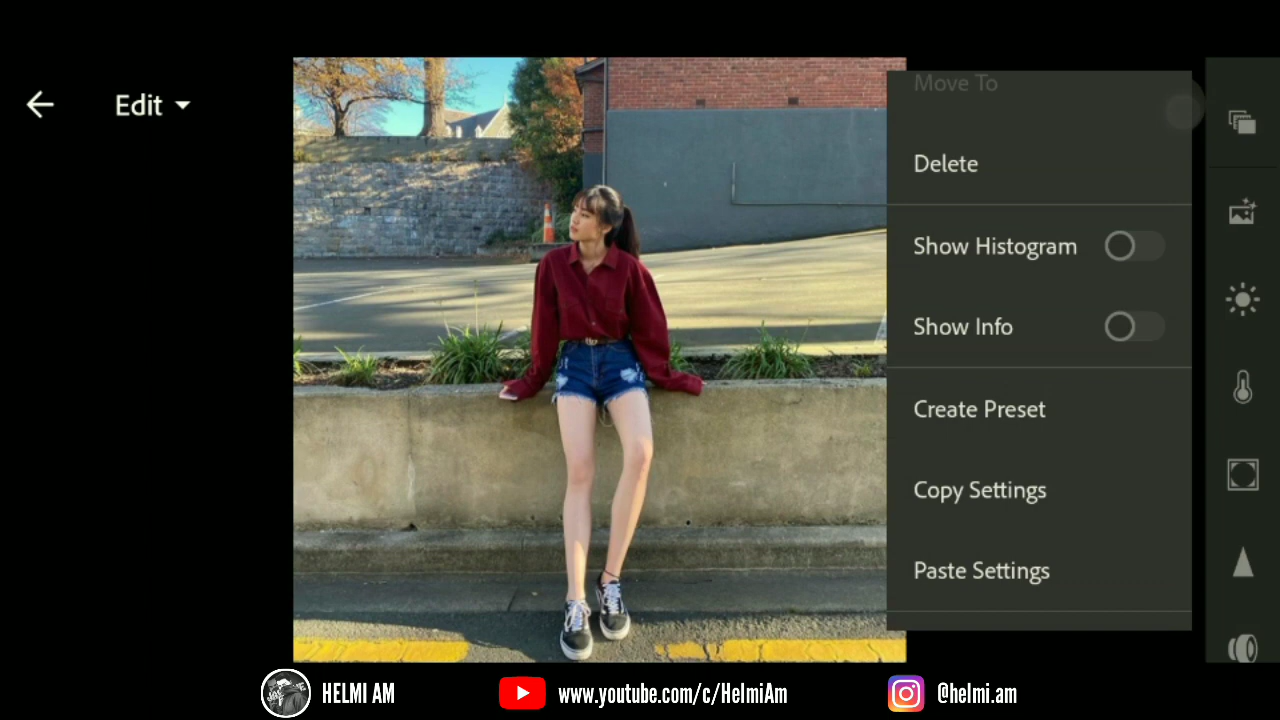 Edit
Move To
Delete
Show Histogram
Show Info
Create Preset
Copy Settings
Paste Settings
HELMI AM
www.youtube.com/c/HelmiAm
@helmi.am